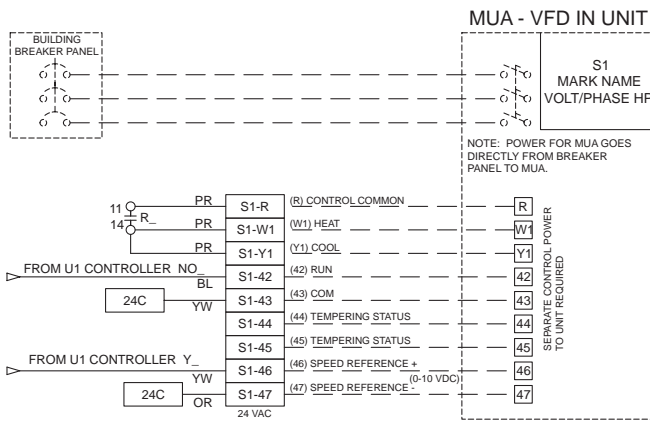 MUA - VFD IN UNIT
BUILDING
BREAKER PANEL
S1
MARK NAME
VOLT/PHASE HP
NOTE: POWER FOR MUA GOES
DIRECTLY FROM BREAKER
PANEL TO MUA.
11 PR S1-R (R) CONTROL COMMON R
14 R_ PR S1-W1 (W1) HEAT W1
PR S1-Y1 (Y1) COOL Y1
FROM U1 CONTROLLER NO_ BL S1-42 (42) RUN 42
24C YW S1-43 (43) COM 43
S1-44 (44) TEMPERING STATUS 44
S1-45 (45) TEMPERING STATUS 45
FROM U1 CONTROLLER Y_ YW S1-46 (46) SPEED REFERENCE + 46
(0-10 VDC)
24C OR S1-47 (47) SPEED REFERENCE - 47
24 VAC
SEPARATE CONTROL POWER
TO UNIT REQUIRED